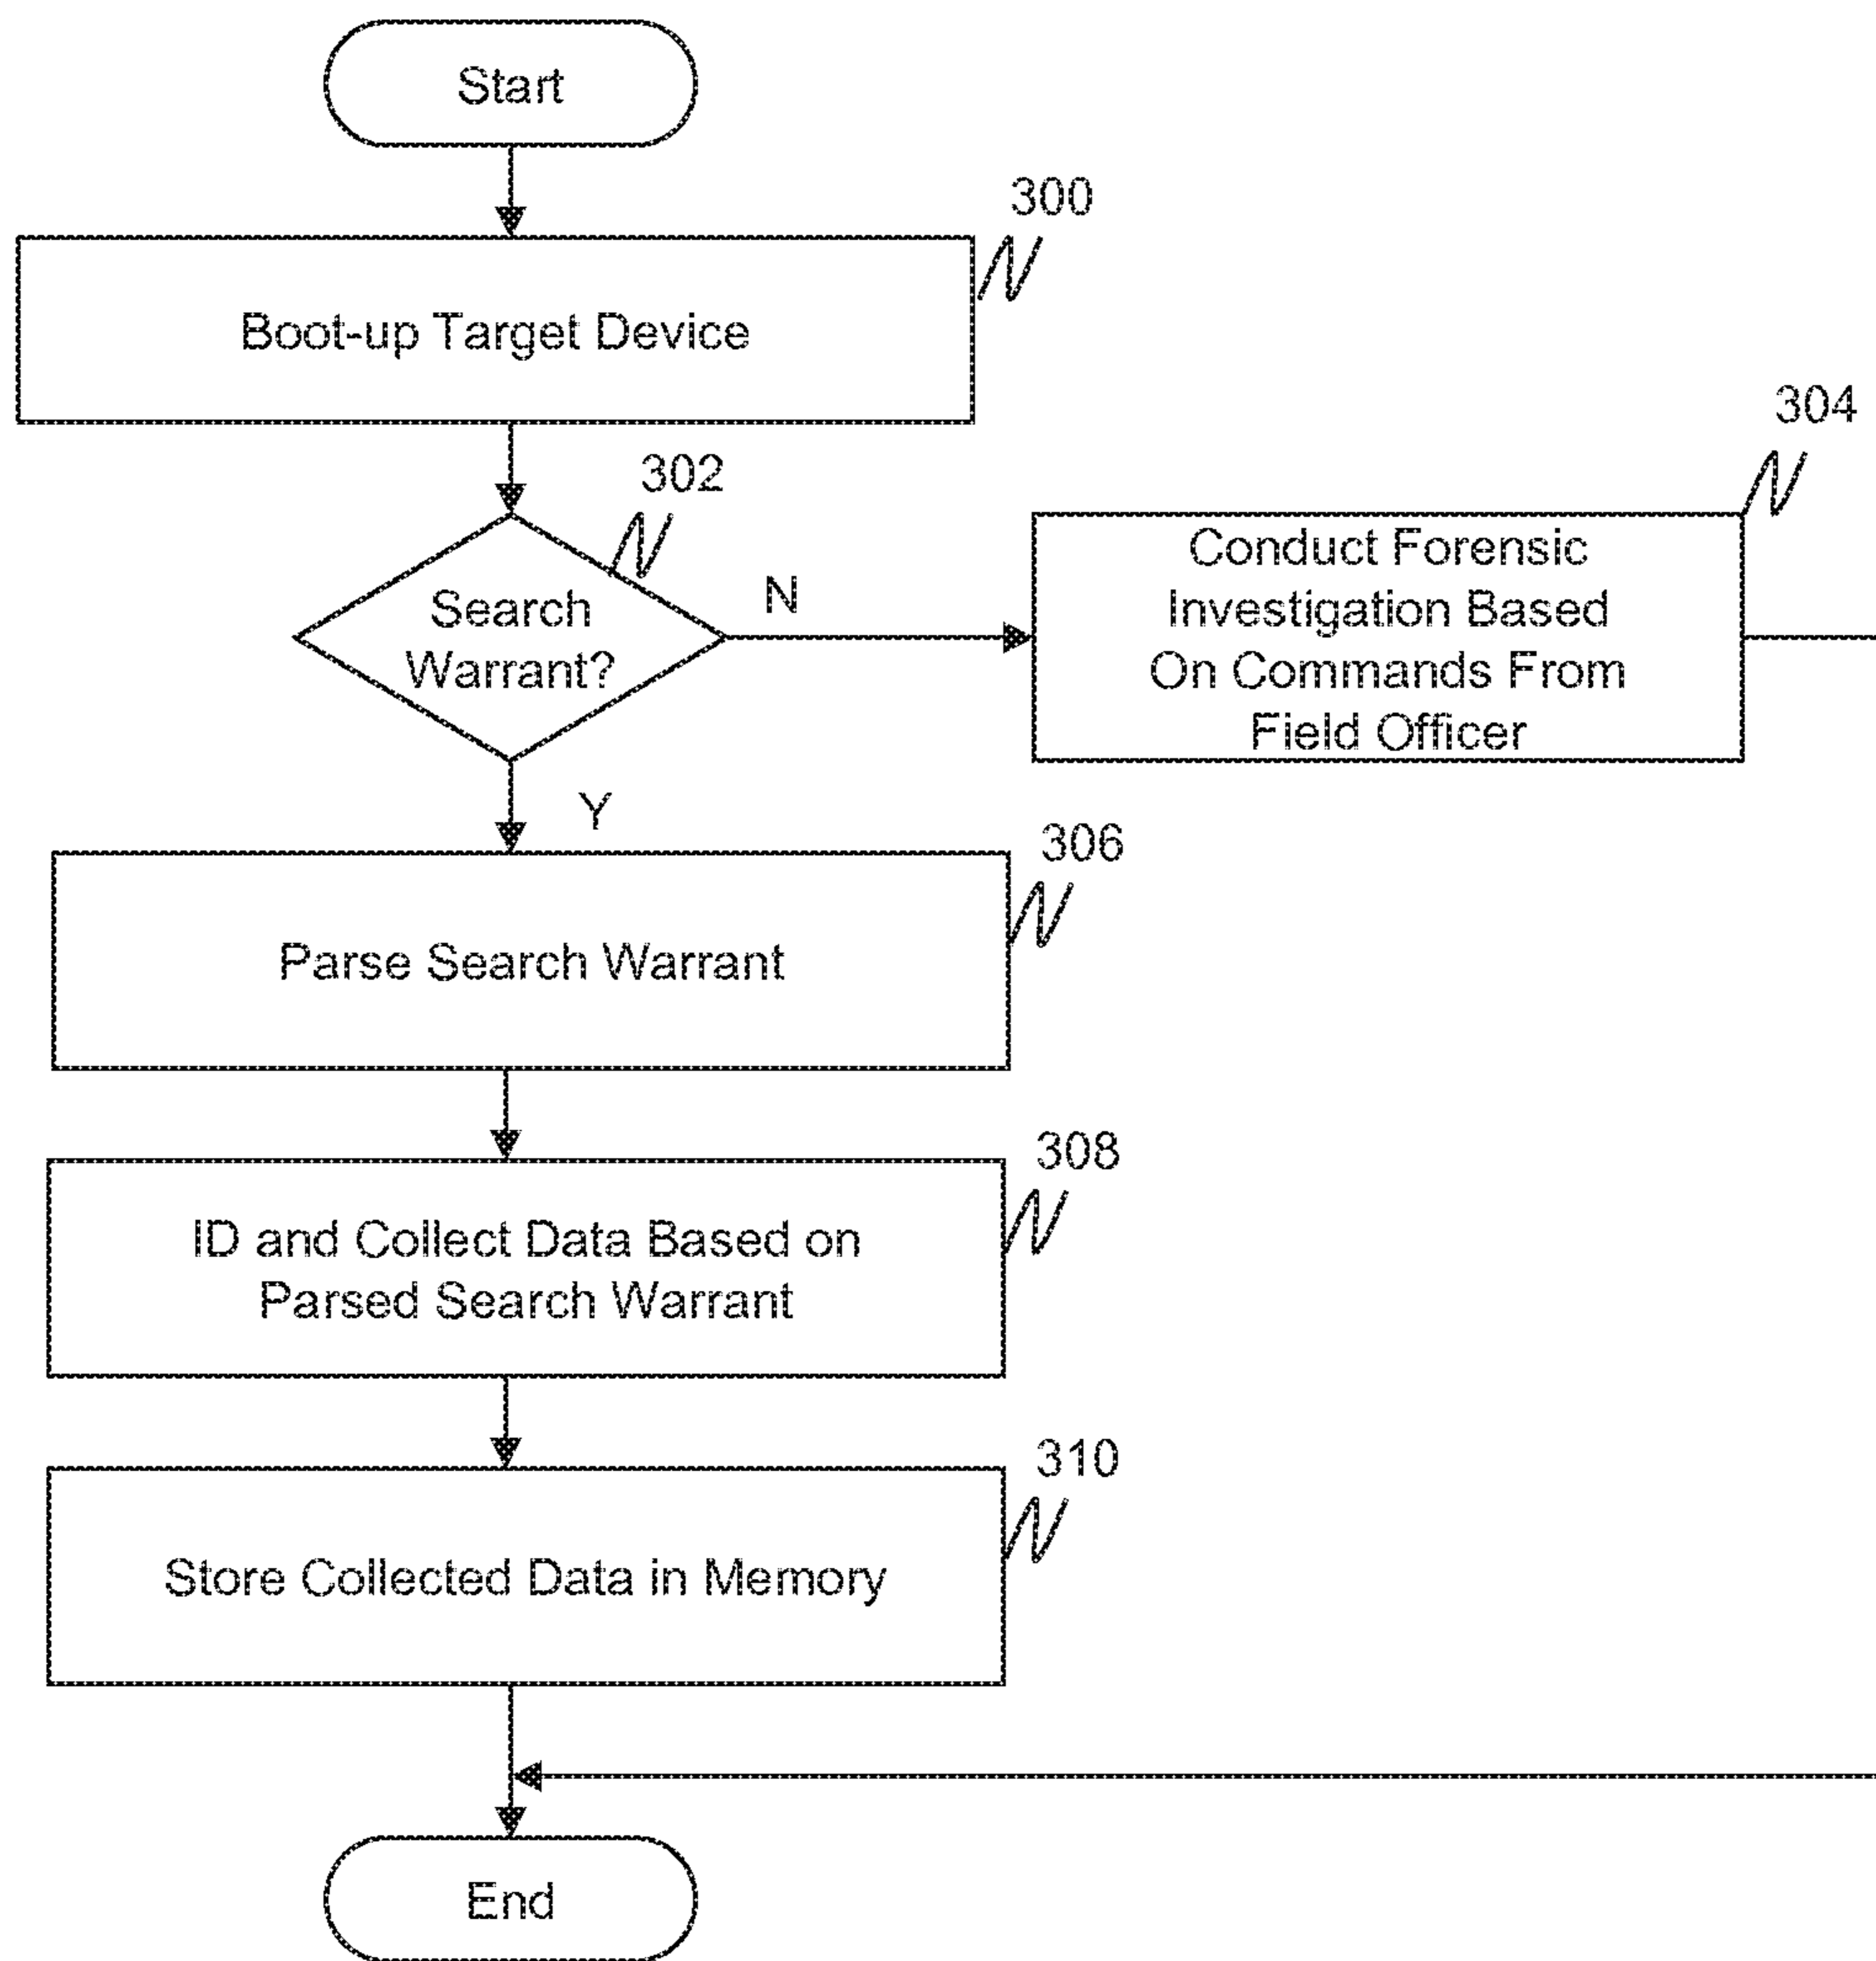 Start
300
Boot-up Target Device
302
304
Search
Warrant?
N
Conduct Forensic
Investigation Based
On Commands From
Field Officer
Y
306
Parse Search Warrant
308
ID and Collect Data Based on
Parsed Search Warrant
310
Store Collected Data in Memory
End